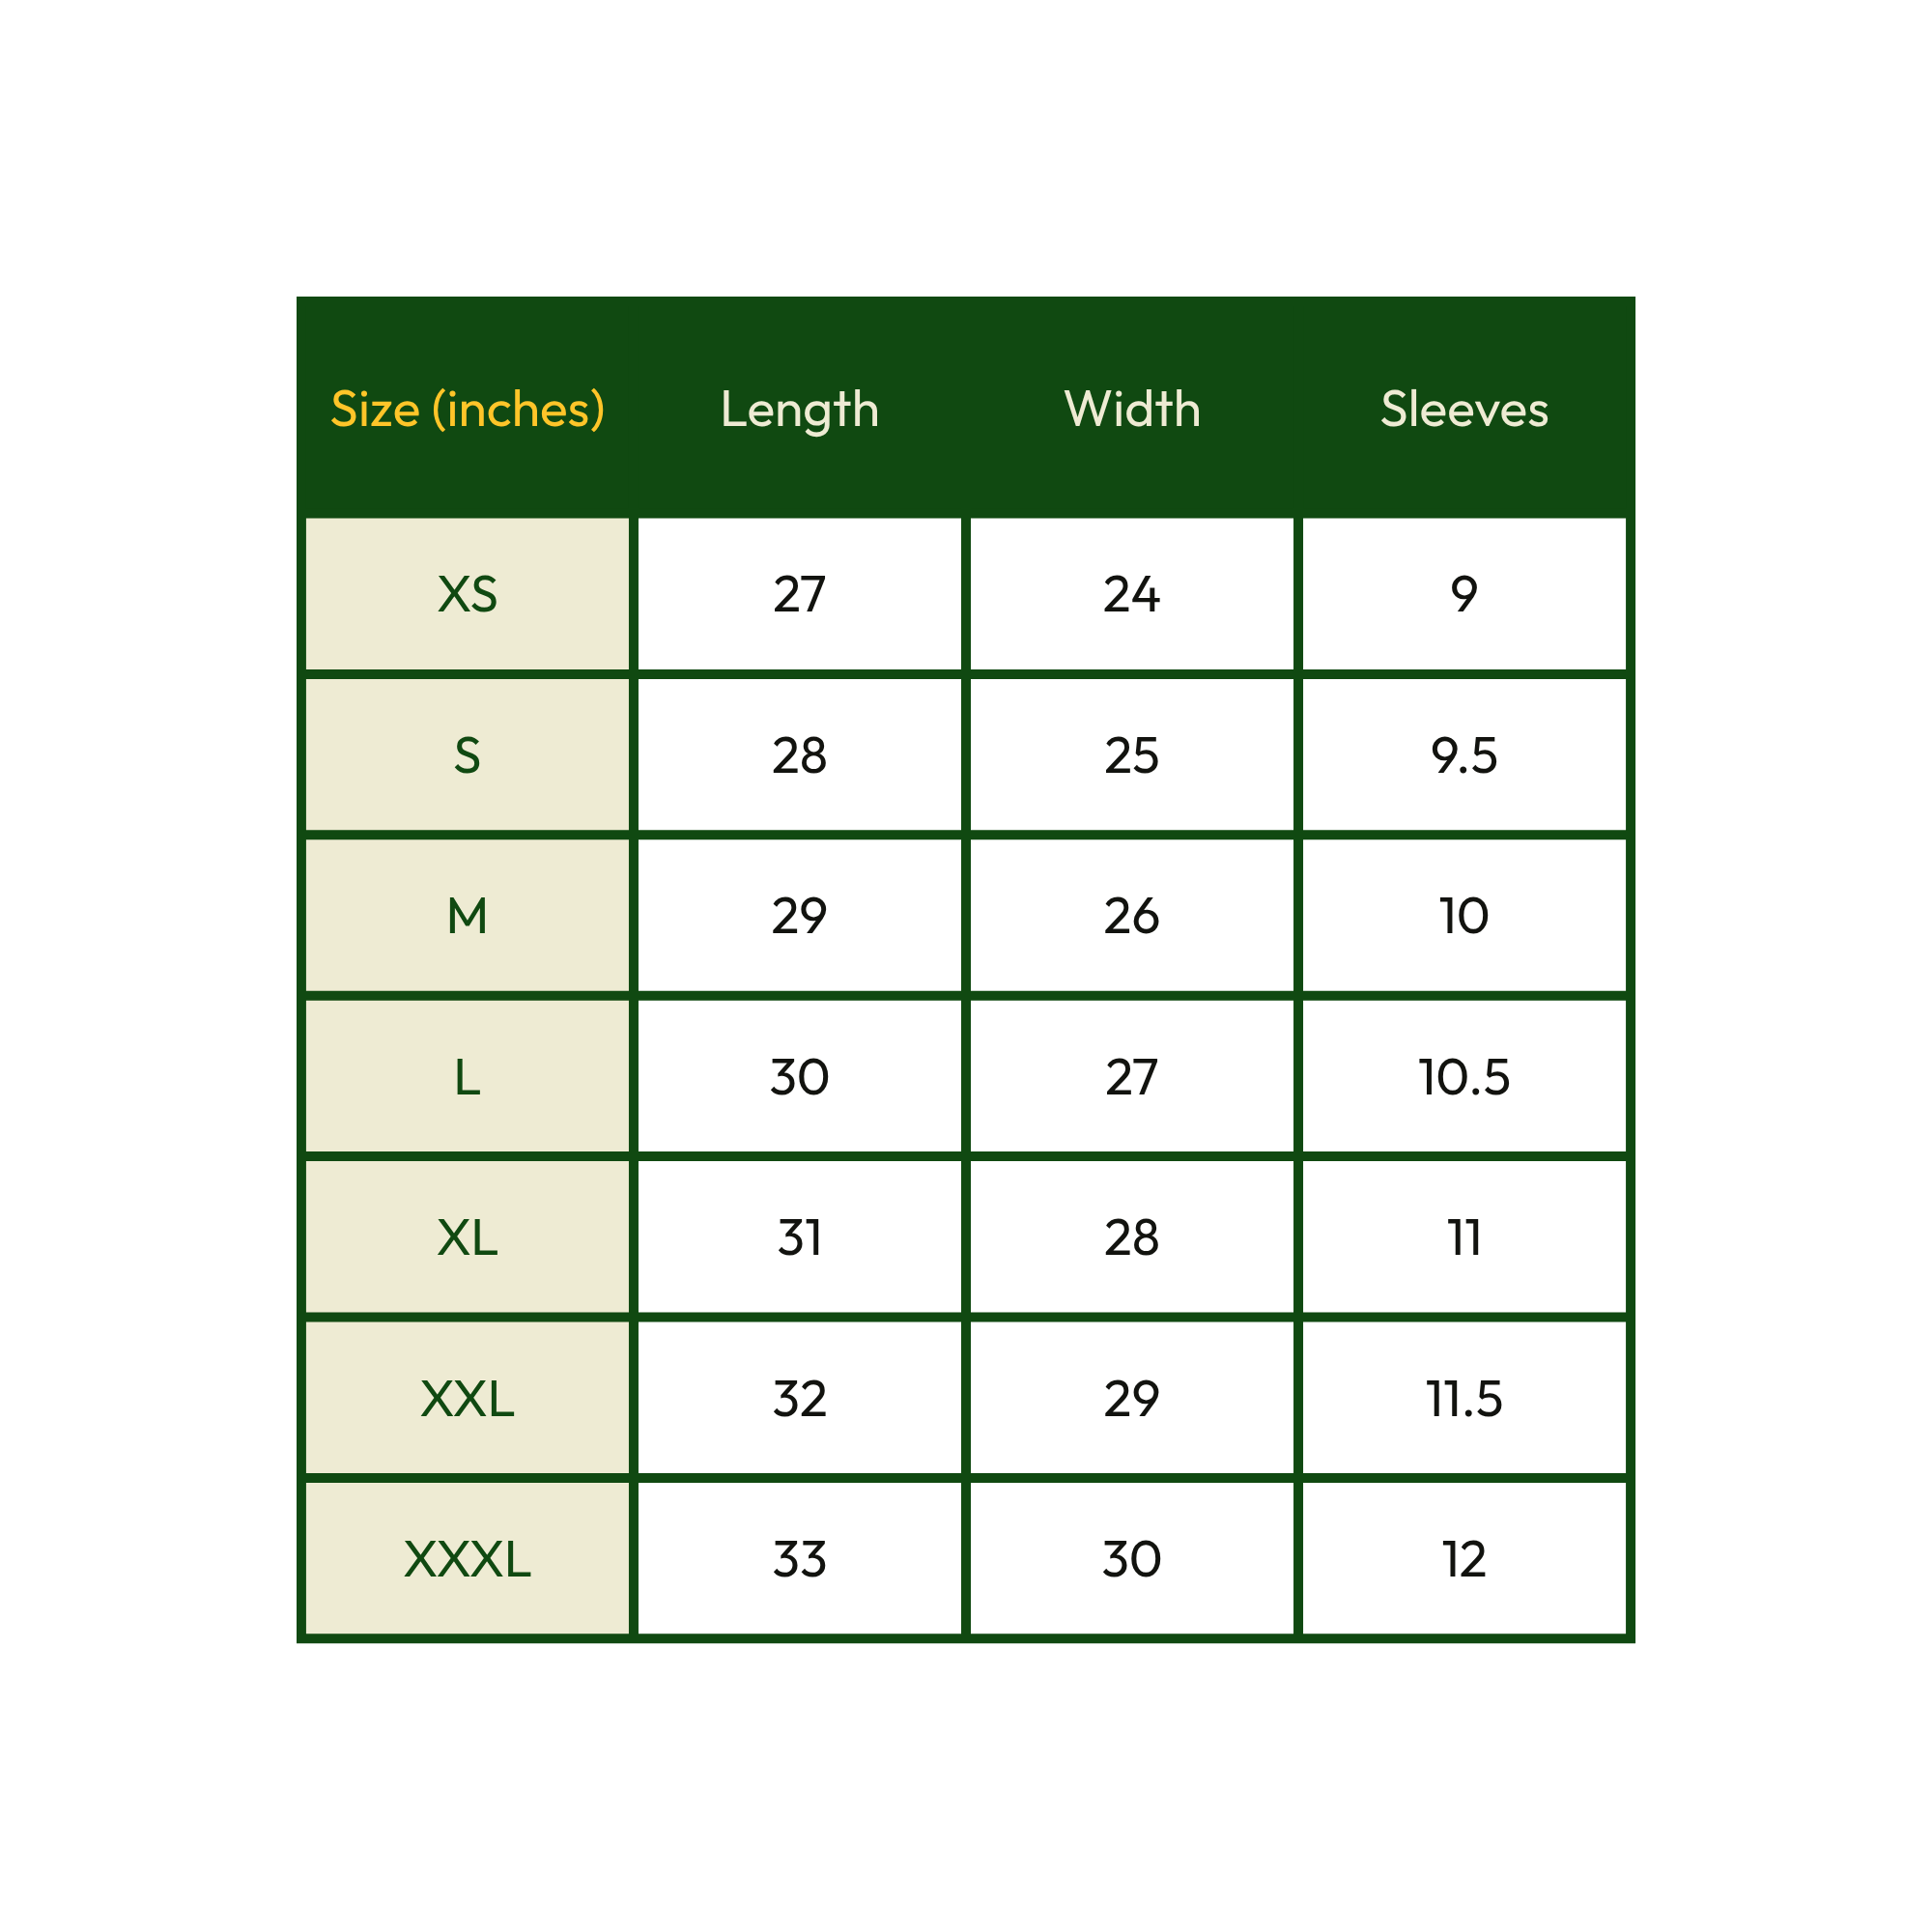 Size (inches) Length Width Sleeves
XS 27 24 9
S 28 25 9.5
M 29 26 10
L 30 27 10.5
XL 31 28 11
XXL 32 29 11.5
XXXL 33 30 12